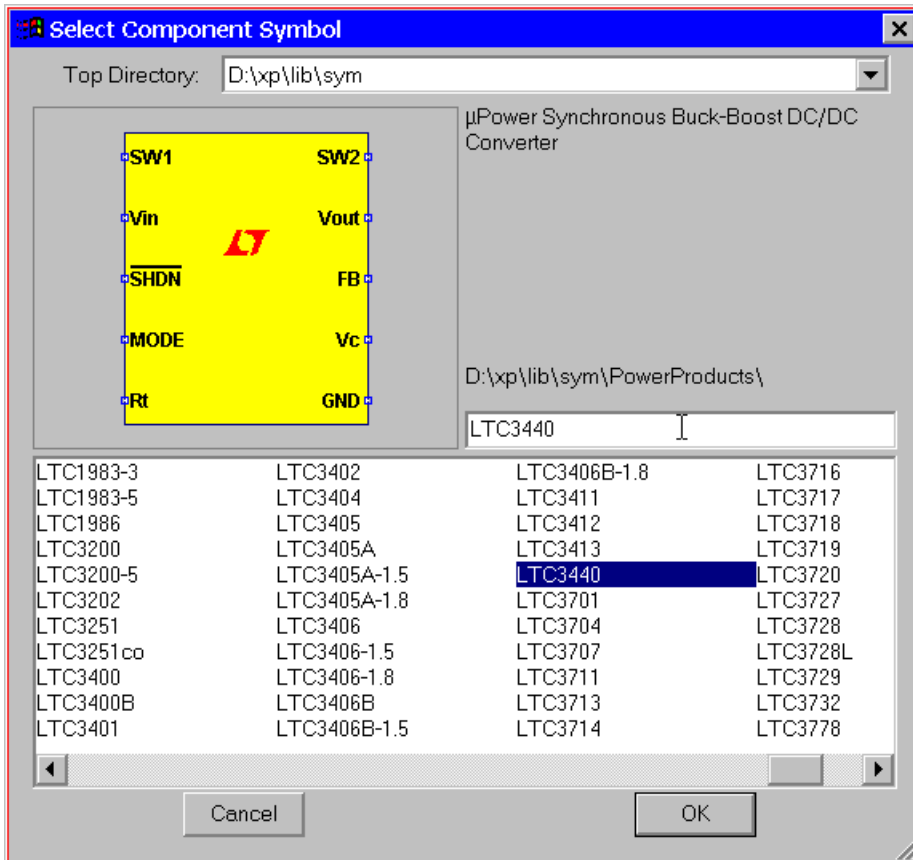 Select Component Symbol
Top Directory: D:\xp\lib\sym
µPower Synchronous Buck-Boost DC/DC
Converter
SW1 SW2
Vin Vout
SHDN FB
MODE Vc
Rt GND
D:\xp\lib\sym\PowerProducts\
LTC3440
LTC1983-3 LTC3402 LTC3406B-1.8 LTC3716
LTC1983-5 LTC3404 LTC3411 LTC3717
LTC1986 LTC3405 LTC3412 LTC3718
LTC3200 LTC3405A LTC3413 LTC3719
LTC3200-5 LTC3405A-1.5 LTC3440 LTC3720
LTC3202 LTC3405A-1.8 LTC3701 LTC3727
LTC3251 LTC3406 LTC3704 LTC3728
LTC3251co LTC3406-1.5 LTC3707 LTC3728L
LTC3400 LTC3406-1.8 LTC3711 LTC3729
LTC3400B LTC3406B LTC3713 LTC3732
LTC3401 LTC3406B-1.5 LTC3714 LTC3778
Cancel OK